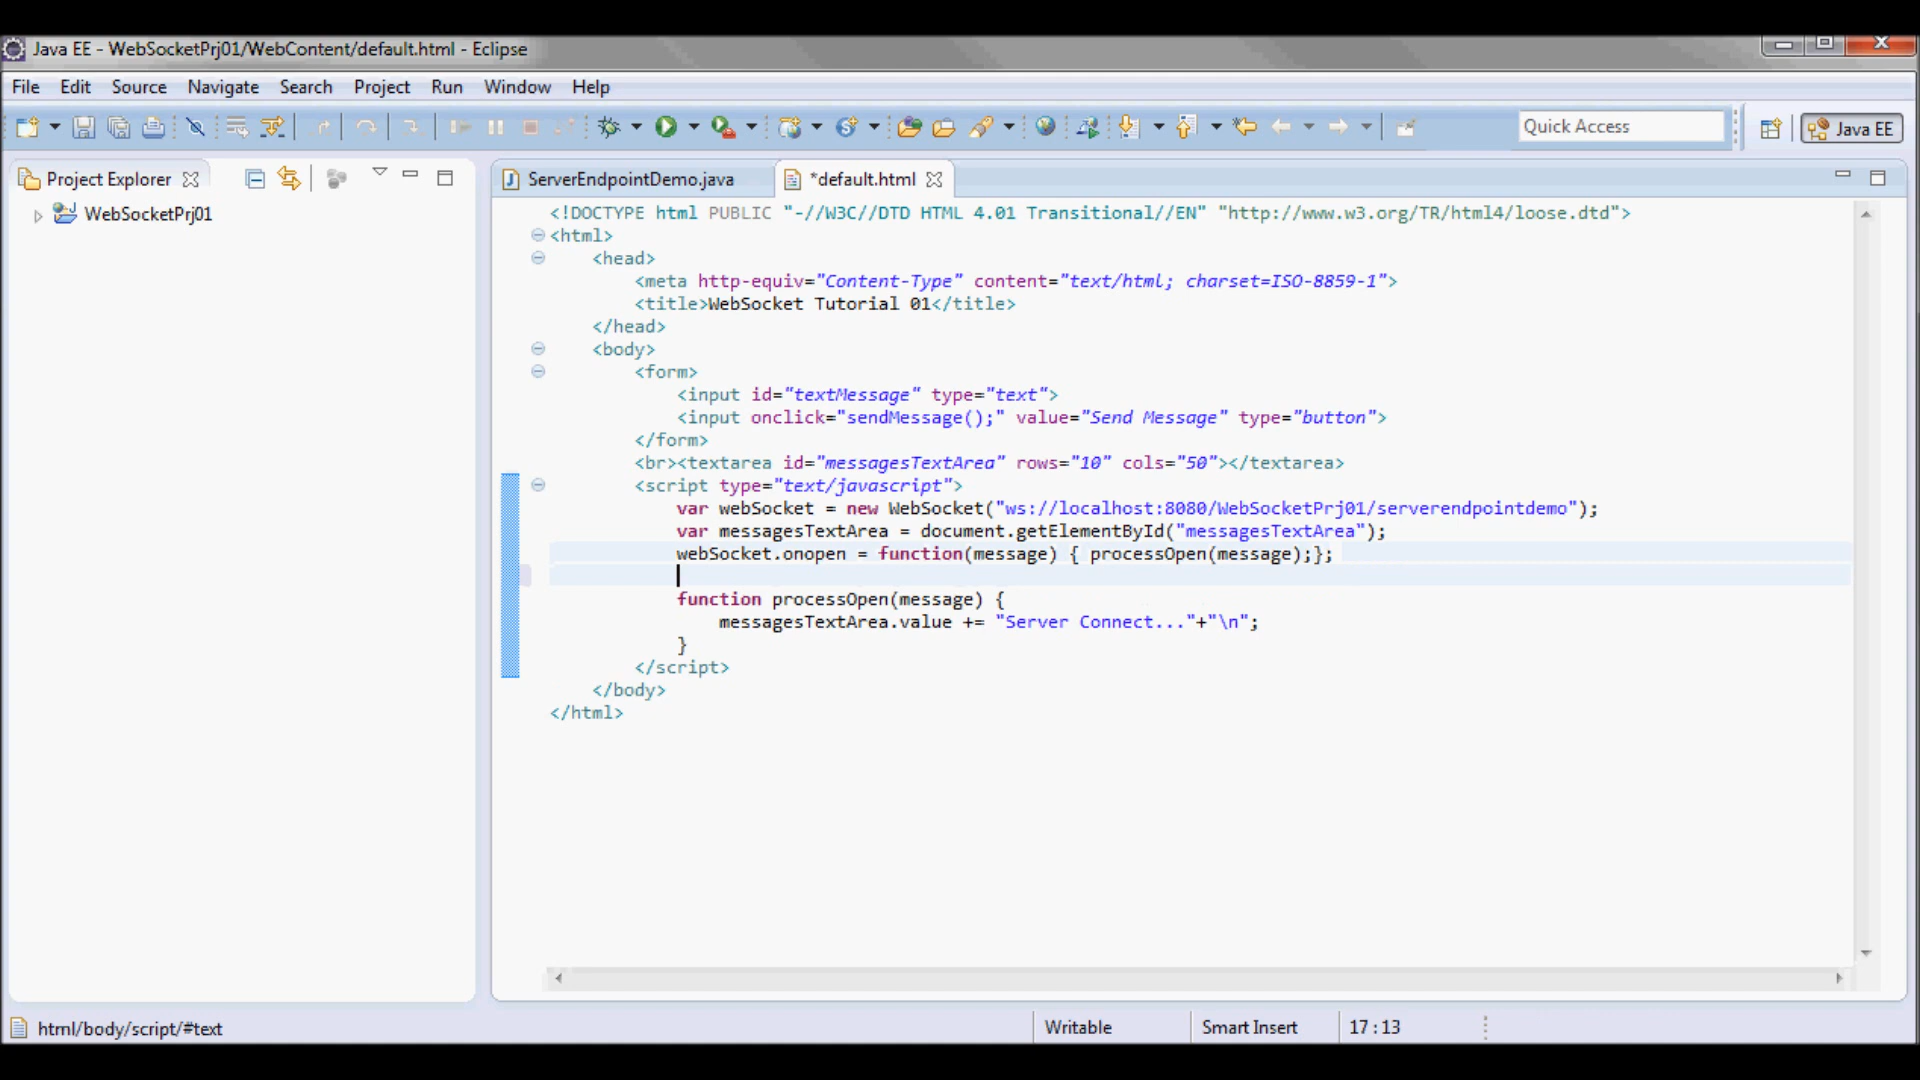 Java EE - WebSocketPrj01/WebContent/default.html - Eclipse
File Edit Source Navigate Search Project Run Window Help
Quick Access
Java EE
Project Explorer
WebSocketPrj01
ServerEndpointDemo.java
*default.html
<!DOCTYPE html PUBLIC "-//W3C//DTD HTML 4.01 Transitional//EN" "http://www.w3.org/TR/html4/loose.dtd">
<html>
<head>
<meta http-equiv="Content-Type" content="text/html; charset=ISO-8859-1">
<title>WebSocket Tutorial 01</title>
</head>
<body>
<form>
<input id="textMessage" type="text">
<input onclick="sendMessage();" value="Send Message" type="button">
</form>
<br><textarea id="messagesTextArea" rows="10" cols="50"></textarea>
<script type="text/javascript">
var webSocket = new WebSocket("ws://localhost:8080/WebSocketPrj01/serverendpointdemo");
var messagesTextArea = document.getElementById("messagesTextArea");
webSocket.onopen = function(message) { processOpen(message);};
function processOpen(message) {
messagesTextArea.value += "Server Connect..."+"\n";
}
</script>
</body>
</html>
html/body/script/#text
Writable
Smart Insert
17 : 13